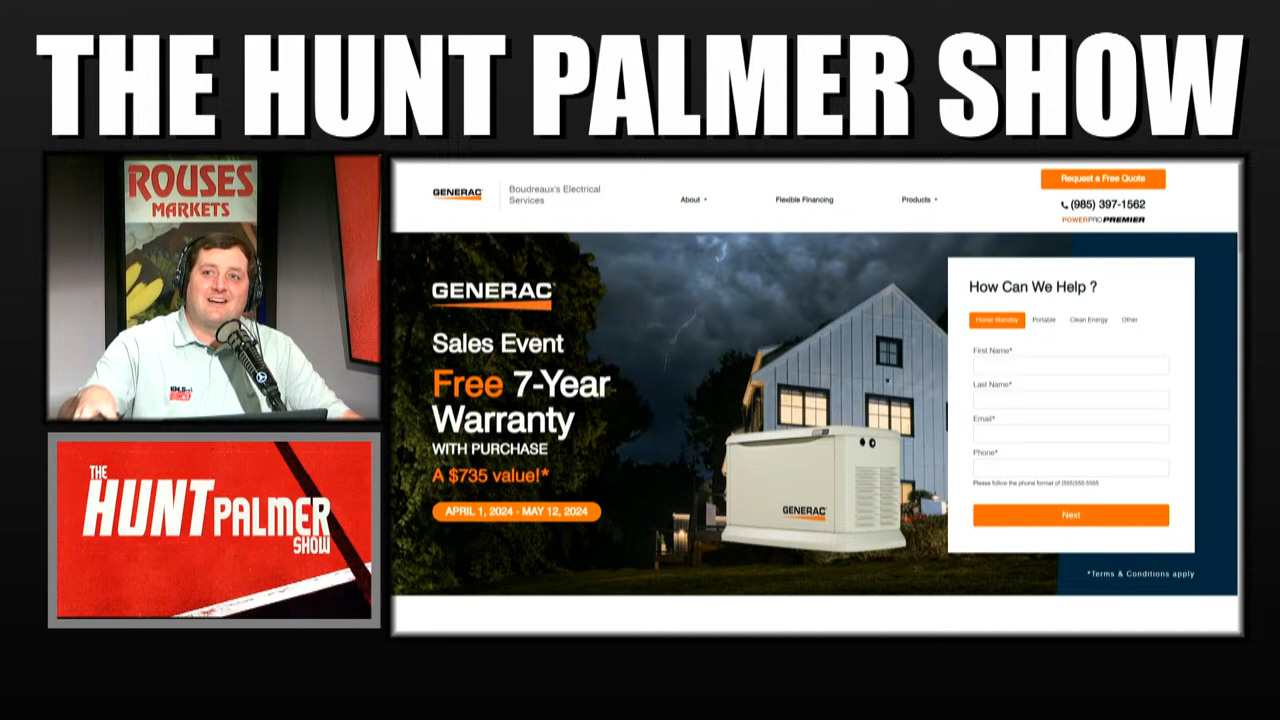 THE HUNT PALMER SHOW
ROUSES
MARKETS
104.5
ESPN
THE
HUNT PALMER
SHOW
GENERAC
Boudreaux's Electrical
Services
About
Flexible Financing
Products
Request a Free Quote
(985) 397-1562
POWERPRO PREMIER
GENERAC
Sales Event
Free 7-Year
Warranty
WITH PURCHASE
A $735 value!*
APRIL 1, 2024 - MAY 12, 2024
GENERAC
How Can We Help ?
Home Standby Portable Clean Energy Other
First Name*
Last Name*
Email*
Phone*
Please follow the phone format of (555)555-5555
Next
*Terms & Conditions apply